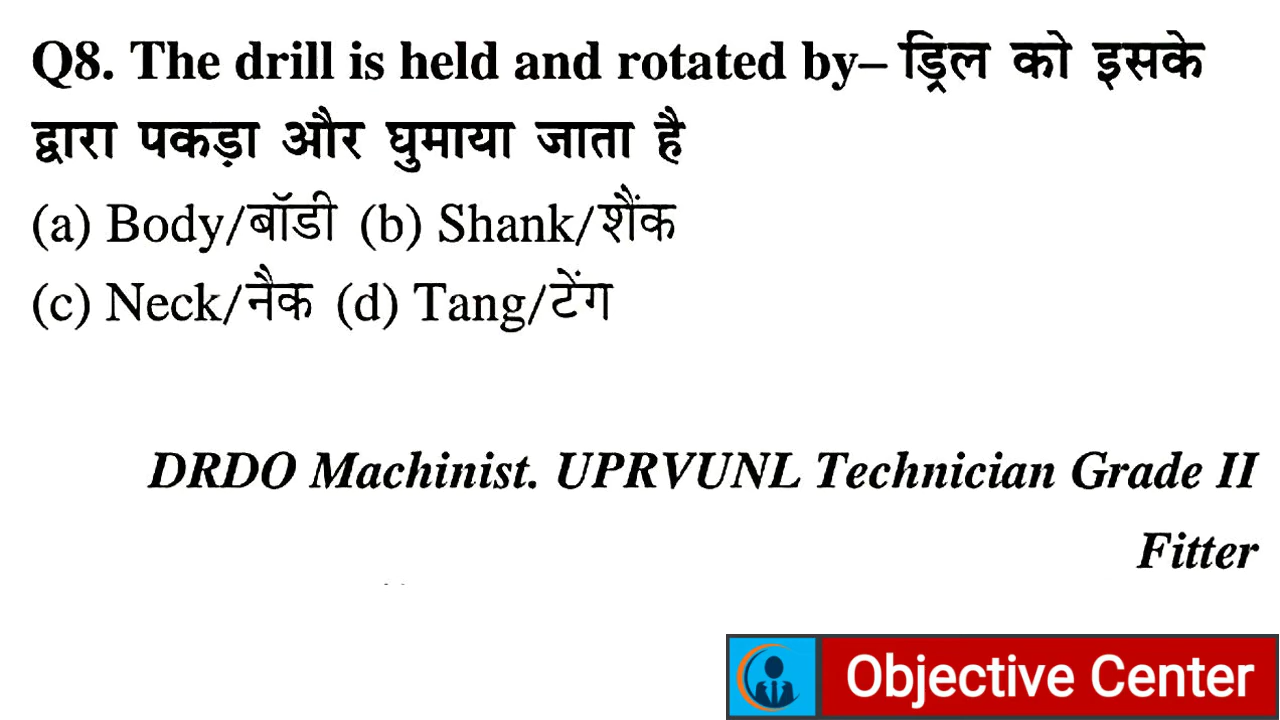 Q8. The drill is held and rotated by– ड्रिल को इसके
द्वारा पकड़ा और घुमाया जाता है
(a) Body/बॉडी (b) Shank/शैंक
(c) Neck/नैक (d) Tang/टेंग
DRDO Machinist. UPRVUNL Technician Grade II
Fitter
Objective Center